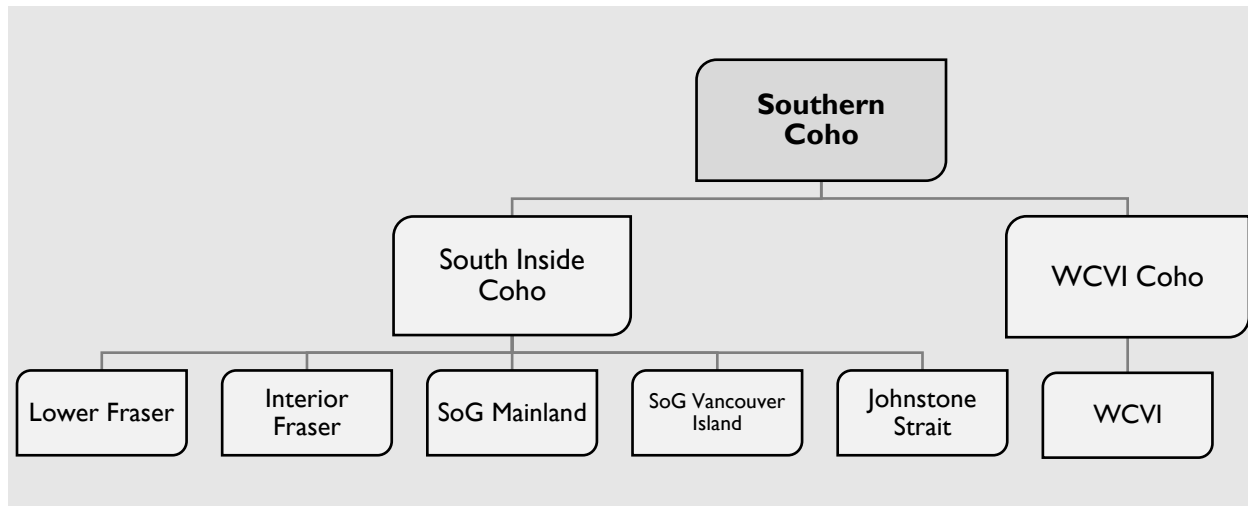 Southern
Coho
South Inside
Coho
WCVI Coho
Lower Fraser
Interior
Fraser
SoG Mainland
SoG Vancouver
Island
Johnstone
Strait
WCVI